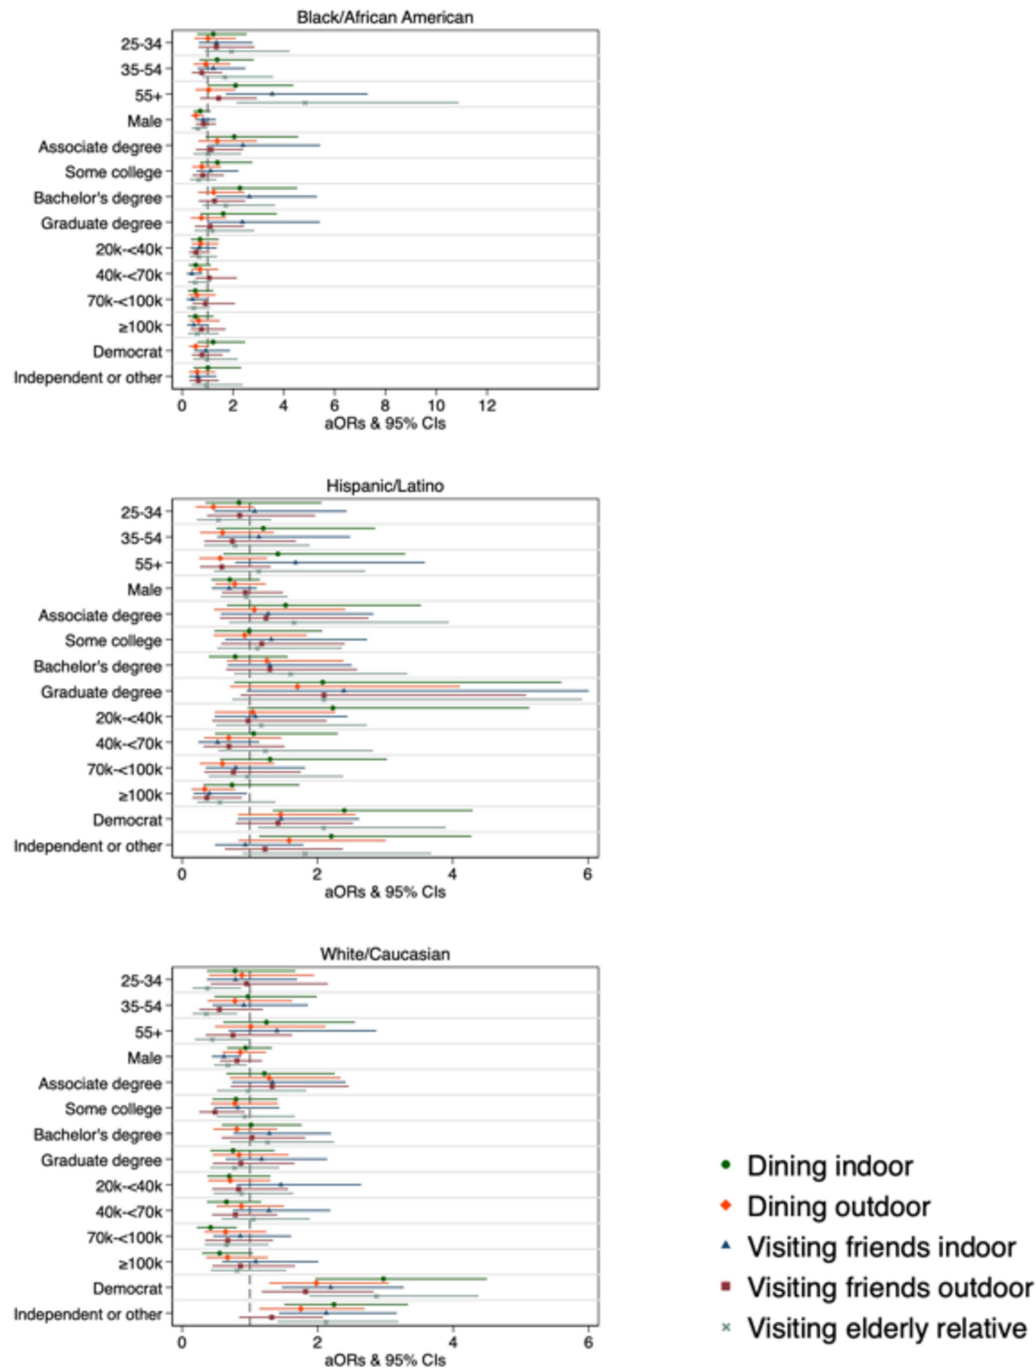 Black/African American
25-34
35-54
55+
Male
Associate degree
Some college
Bachelor's degree
Graduate degree
20k-<40k
40k-<70k
70k-<100k
≥100k
Democrat
Independent or other
0 2 4 6 8 10 12
aORs & 95% CIs
Hispanic/Latino
25-34
35-54
55+
Male
Associate degree
Some college
Bachelor's degree
Graduate degree
20k-<40k
40k-<70k
70k-<100k
≥100k
Democrat
Independent or other
0 2 4 6
aORs & 95% CIs
White/Caucasian
25-34
35-54
55+
Male
Associate degree
Some college
Bachelor's degree
Graduate degree
20k-<40k
40k-<70k
70k-<100k
≥100k
Democrat
Independent or other
0 2 4 6
aORs & 95% CIs
Dining indoor
Dining outdoor
Visiting friends indoor
Visiting friends outdoor
Visiting elderly relative